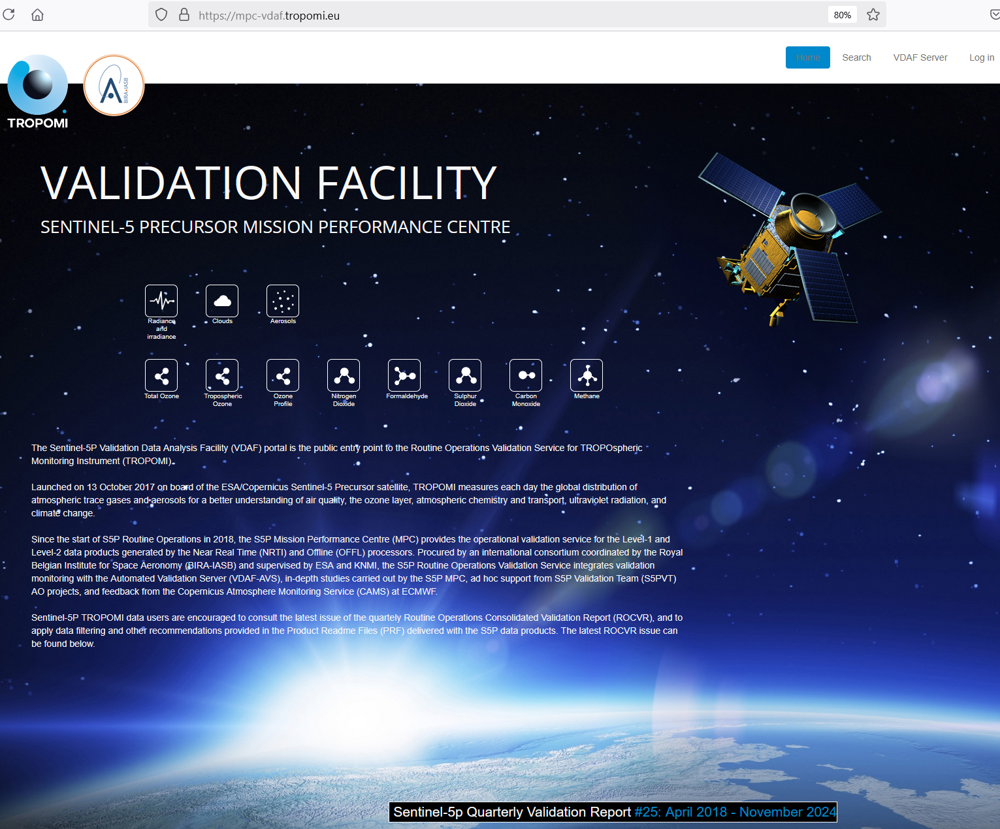 https://mpc-vdaf.tropomi.eu
80%
Home Search VDAF Server Log in
BIRA•IASB
TROPOMI
VALIDATION FACILITY
SENTINEL-5 PRECURSOR MISSION PERFORMANCE CENTRE
Radiance
and
irradiance
Clouds
Aerosols
Total Ozone
Tropospheric
Ozone
Ozone
Profile
Nitrogen
Dioxide
Formaldehyde
Sulphur
Dioxide
Carbon
Monoxide
Methane
The Sentinel-5P Validation Data Analysis Facility (VDAF) portal is the public entry point to the Routine Operations Validation Service for TROPOspheric
Monitoring Instrument (TROPOMI).
Launched on 13 October 2017 on board of the ESA/Copernicus Sentinel-5 Precursor satellite, TROPOMI measures each day the global distribution of
atmospheric trace gases and aerosols for a better understanding of air quality, the ozone layer, atmospheric chemistry and transport, ultraviolet radiation, and
climate change.
Since the start of S5P Routine Operations in 2018, the S5P Mission Performance Centre (MPC) provides the operational validation service for the Level-1 and
Level-2 data products generated by the Near Real Time (NRTI) and Offline (OFFL) processors. Procured by an international consortium coordinated by the Royal
Belgian Institute for Space Aeronomy (BIRA-IASB) and supervised by ESA and KNMI, the S5P Routine Operations Validation Service integrates validation
monitoring with the Automated Validation Server (VDAF-AVS), in-depth studies carried out by the S5P MPC, ad hoc support from S5P Validation Team (S5PVT)
AO projects, and feedback from the Copernicus Atmosphere Monitoring Service (CAMS) at ECMWF.
Sentinel-5P TROPOMI data users are encouraged to consult the latest issue of the quartely Routine Operations Consolidated Validation Report (ROCVR), and to
apply data filtering and other recommendations provided in the Product Readme Files (PRF) delivered with the S5P data products. The latest ROCVR issue can
be found below.
Sentinel-5p Quarterly Validation Report #25: April 2018 - November 2024